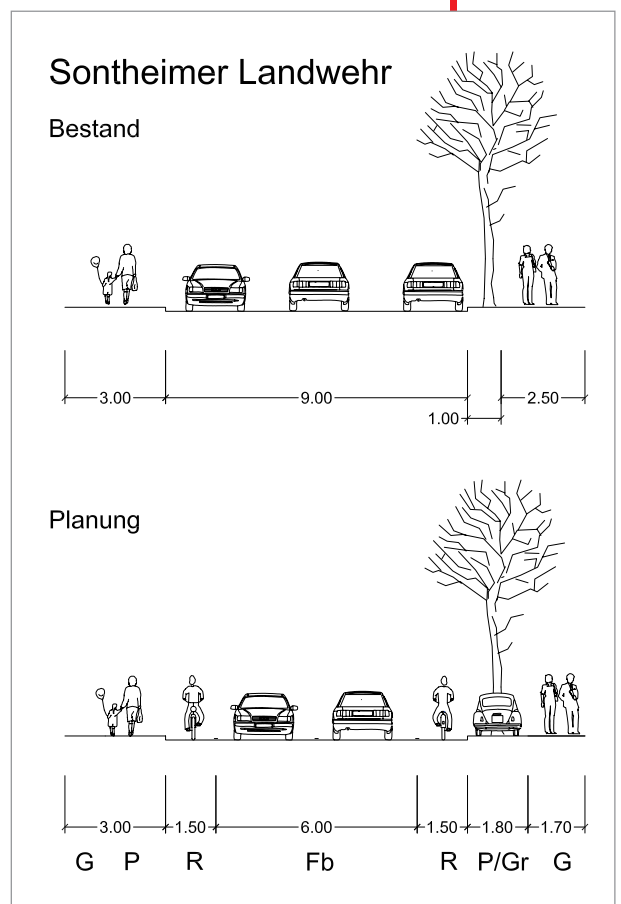 Sontheimer Landwehr
Bestand
3.00 9.00 2.50
1.00
Planung
3.00 1.50 6.00 1.50 1.80 1.70
G P R Fb R P/Gr G